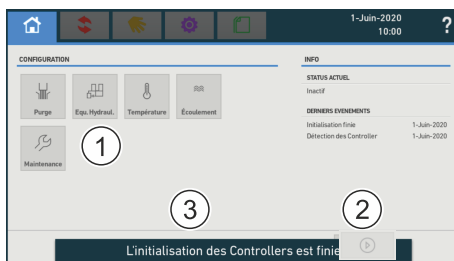 1-Juin-2020
10:00
?
CONFIGURATION
Purge
Equ. Hydraul.
Température
Écoulement
Maintenance
1
INFO
STATUS ACTUEL
Inactif
DERNIERS EVENEMENTS
Initialisation finie 1-Juin-2020
Détection des Controller 1-Juin-2020
3
2
L'initialisation des Controllers est finie